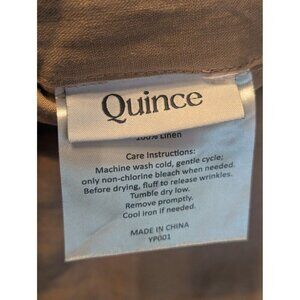 Quince
100% Linen
Care Instructions:
Machine wash cold, gentle cycle;
only non-chlorine bleach when needed.
Before drying, fluff to release wrinkles.
Tumble dry low.
Remove promptly.
Cool iron if needed.
MADE IN CHINA
YP001